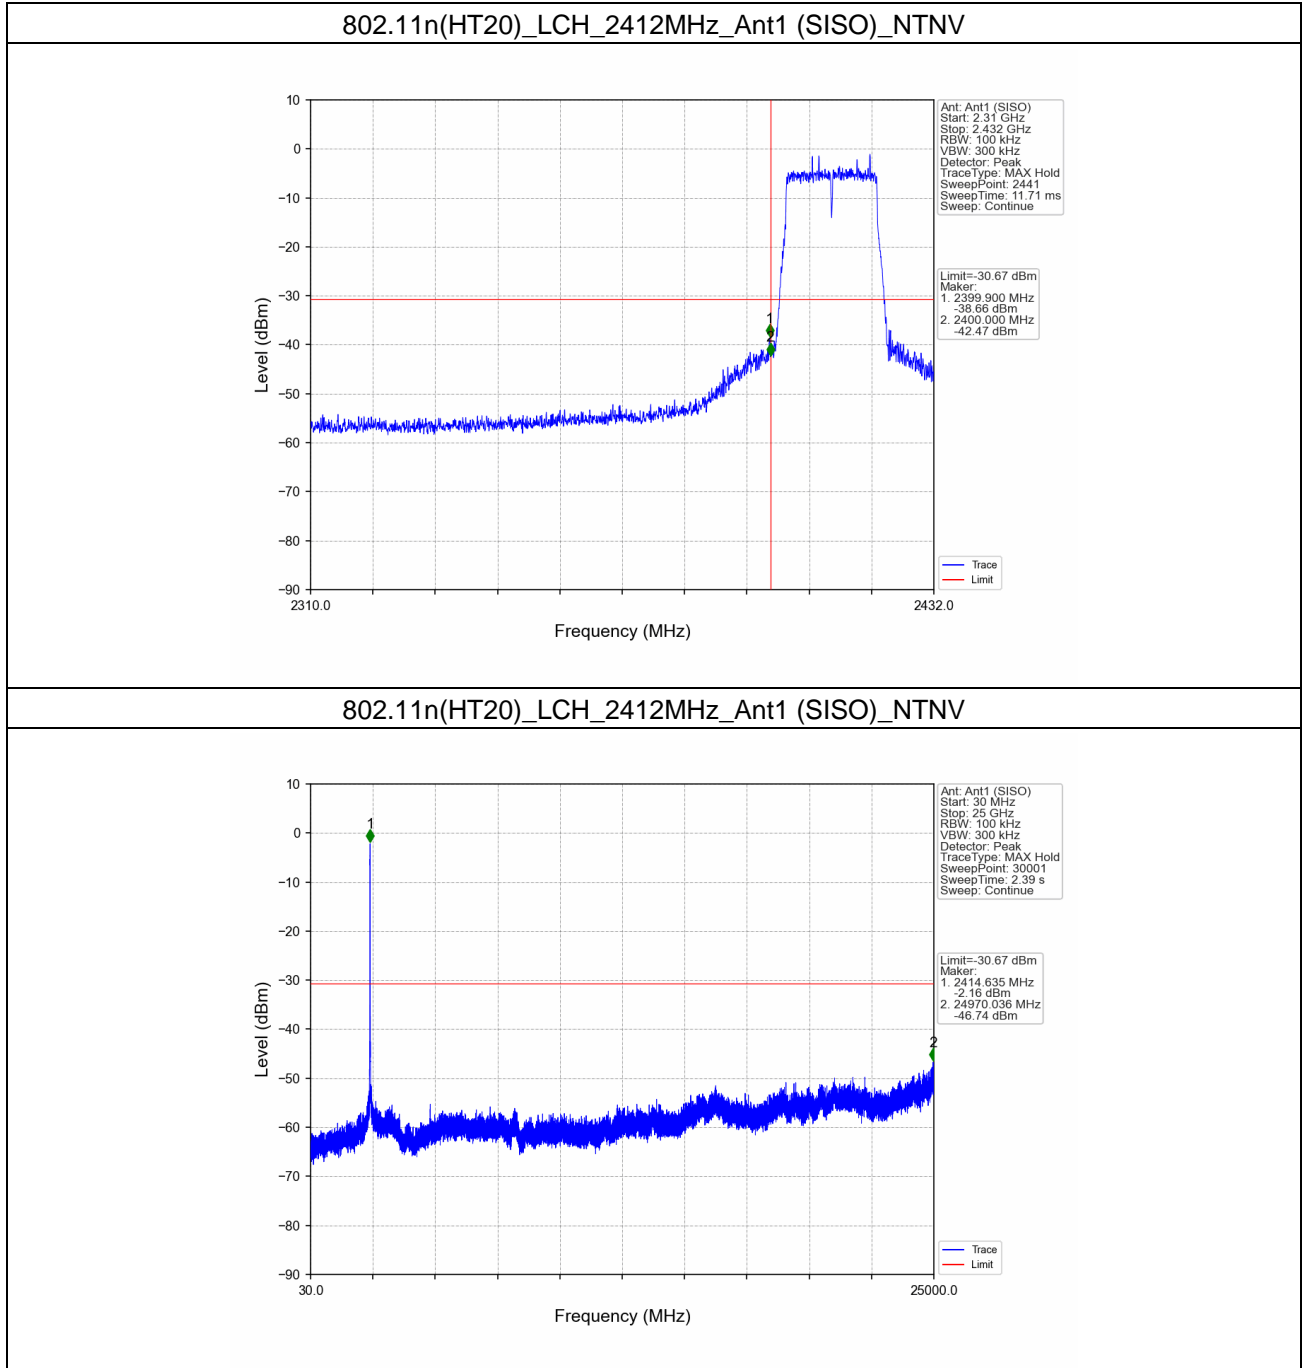 802.11n(HT20)_LCH_2412MHz_Ant1 (SISO)_NTNV
10
0
−10
−20
−30
−40
−50
−60
−70
−80
−90
Level (dBm)
2310.0
2432.0
Frequency (MHz)
1
2
Ant: Ant1 (SISO)
Start: 2.31 GHz
Stop: 2.432 GHz
RBW: 100 kHz
VBW: 300 kHz
Detector: Peak
TraceType: MAX Hold
SweepPoint: 2441
SweepTime: 11.71 ms
Sweep: Continue
Limit=-30.67 dBm
Maker:
1. 2399.900 MHz
-38.66 dBm
2. 2400.000 MHz
-42.47 dBm
Trace
Limit
802.11n(HT20)_LCH_2412MHz_Ant1 (SISO)_NTNV
10
0
−10
−20
−30
−40
−50
−60
−70
−80
−90
Level (dBm)
30.0
25000.0
Frequency (MHz)
1
2
Ant: Ant1 (SISO)
Start: 30 MHz
Stop: 25 GHz
RBW: 100 kHz
VBW: 300 kHz
Detector: Peak
TraceType: MAX Hold
SweepPoint: 30001
SweepTime: 2.39 s
Sweep: Continue
Limit=-30.67 dBm
Maker:
1. 2414.635 MHz
-2.16 dBm
2. 24970.036 MHz
-46.74 dBm
Trace
Limit